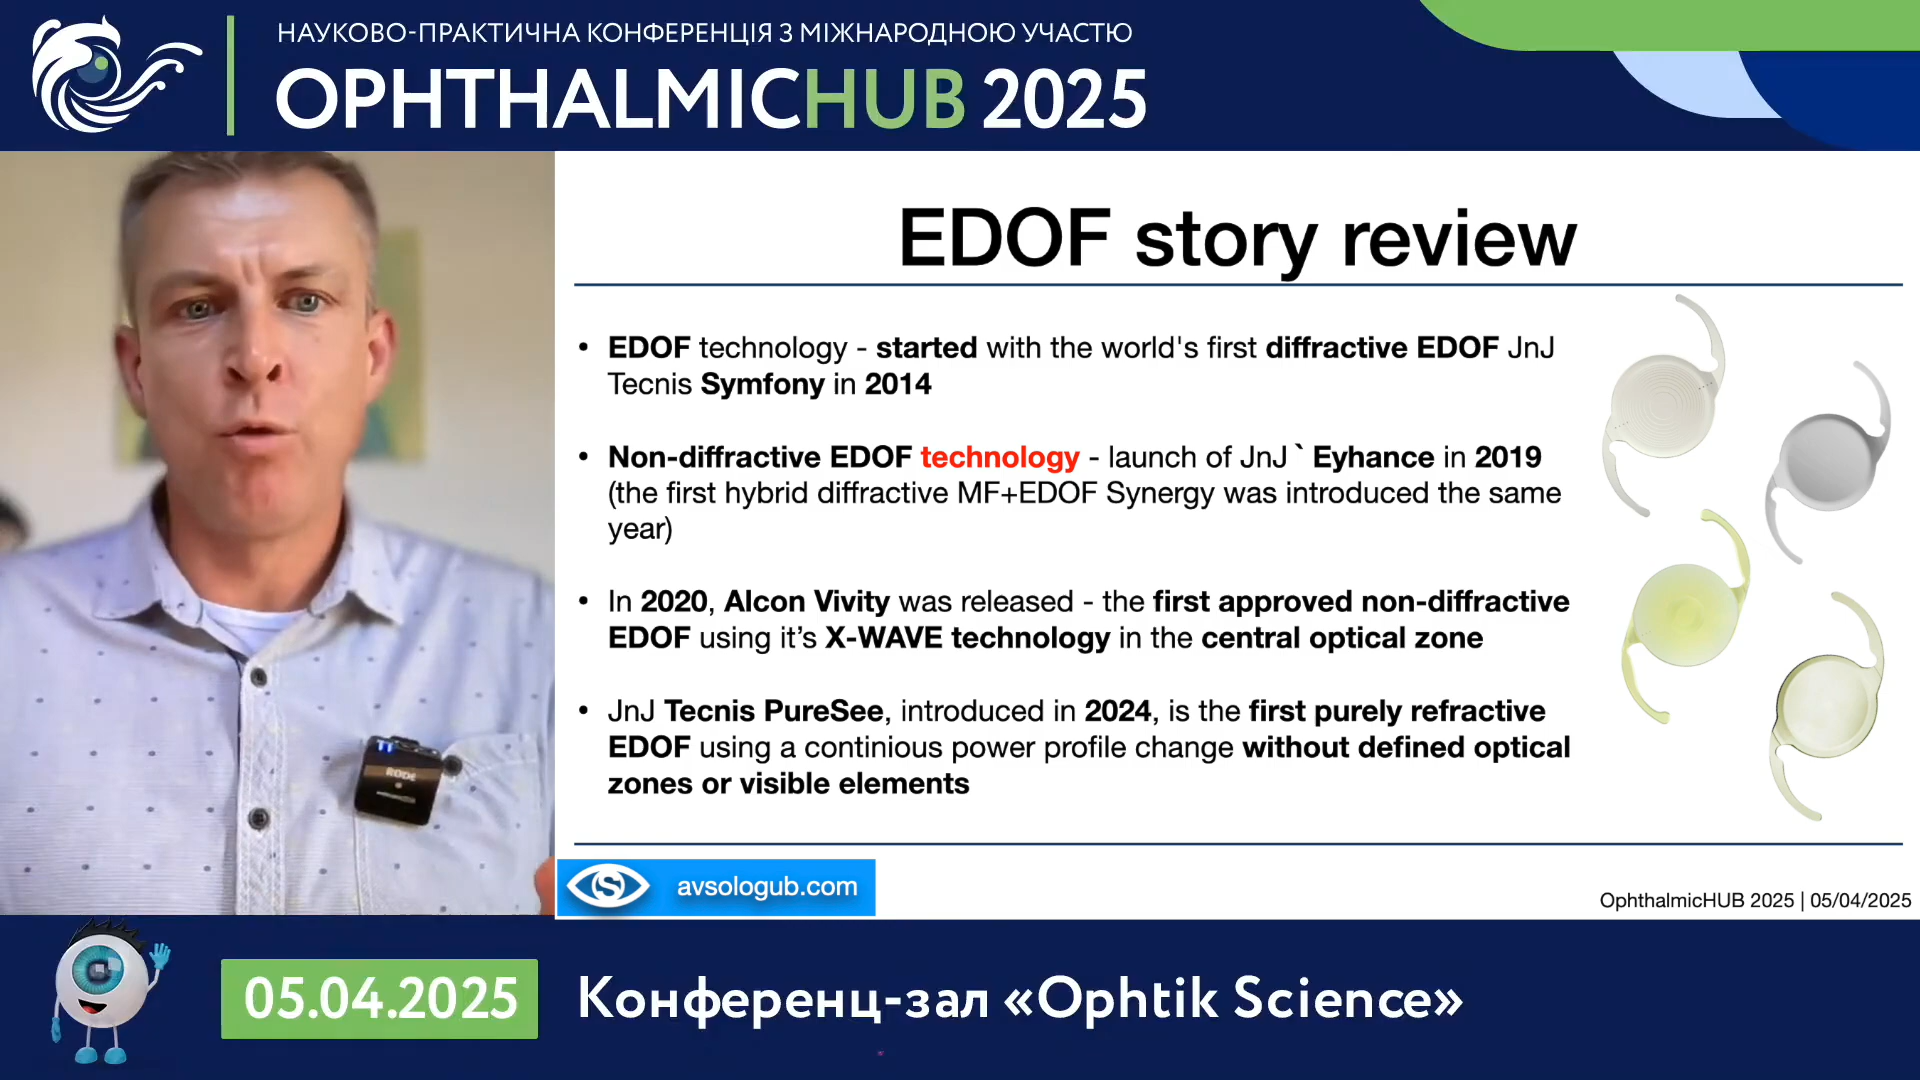 НАУКОВО-ПРАКТИЧНА КОНФЕРЕНЦІЯ З МІЖНАРОДНОЮ УЧАСТЮ
OPHTHALMICHUB 2025
EDOF story review
• EDOF technology - started with the world's first diffractive EDOF JnJ
Tecnis Symfony in 2014
• Non-diffractive EDOF technology - launch of JnJ ` Eyhance in 2019
(the first hybrid diffractive MF+EDOF Synergy was introduced the same
year)
• In 2020, Alcon Vivity was released - the first approved non-diffractive
EDOF using it’s X-WAVE technology in the central optical zone
• JnJ Tecnis PureSee, introduced in 2024, is the first purely refractive
EDOF using a continious power profile change without defined optical
zones or visible elements
RODE
avsologub.com
OphthalmicHUB 2025 | 05/04/2025
05.04.2025
Конференц-зал «Ophtik Science»